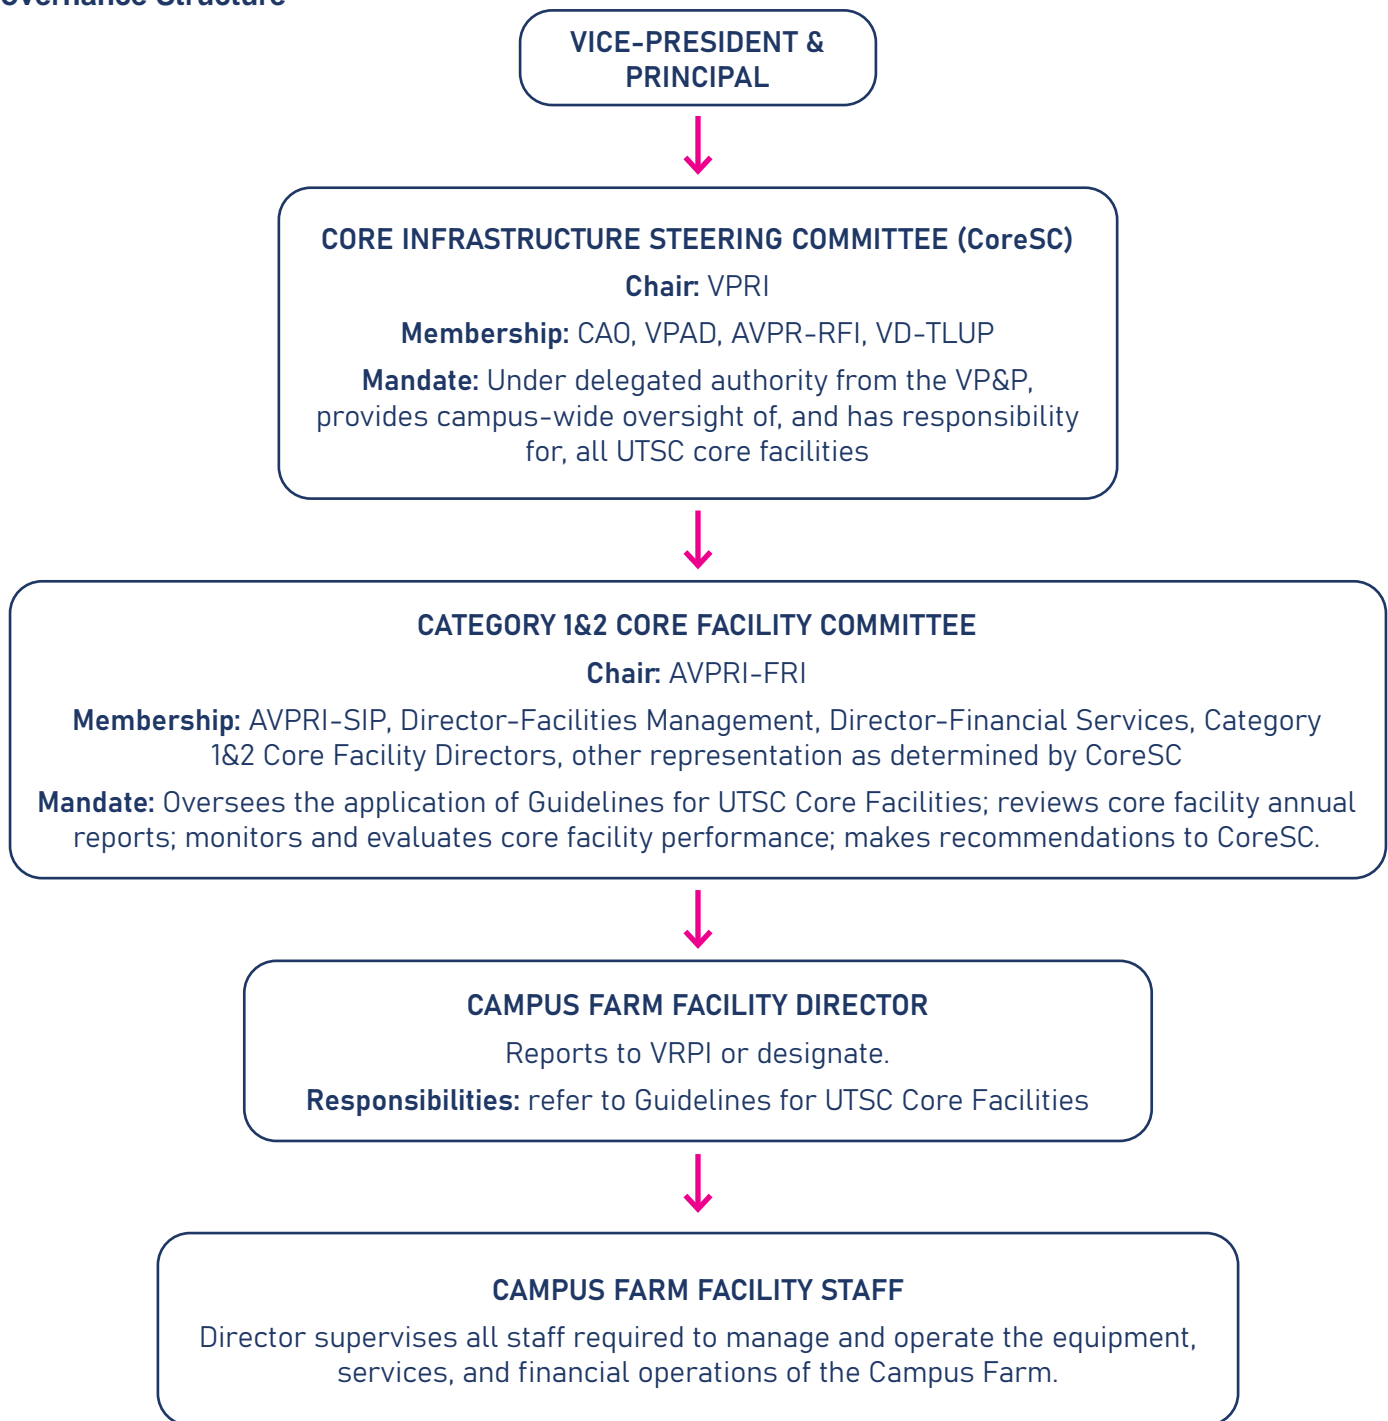 overnance Structure
VICE-PRESIDENT &
PRINCIPAL
CORE INFRASTRUCTURE STEERING COMMITTEE (CoreSC)
Chair: VPRI
Membership: CAO, VPAD, AVPR-RFI, VD-TLUP
Mandate: Under delegated authority from the VP&P,
provides campus-wide oversight of, and has responsibility
for, all UTSC core facilities
CATEGORY 1&2 CORE FACILITY COMMITTEE
Chair: AVPRI-FRI
Membership: AVPRI-SIP, Director-Facilities Management, Director-Financial Services, Category
1&2 Core Facility Directors, other representation as determined by CoreSC
Mandate: Oversees the application of Guidelines for UTSC Core Facilities; reviews core facility annual
reports; monitors and evaluates core facility performance; makes recommendations to CoreSC.
CAMPUS FARM FACILITY DIRECTOR
Reports to VRPI or designate.
Responsibilities: refer to Guidelines for UTSC Core Facilities
CAMPUS FARM FACILITY STAFF
Director supervises all staff required to manage and operate the equipment,
services, and financial operations of the Campus Farm.